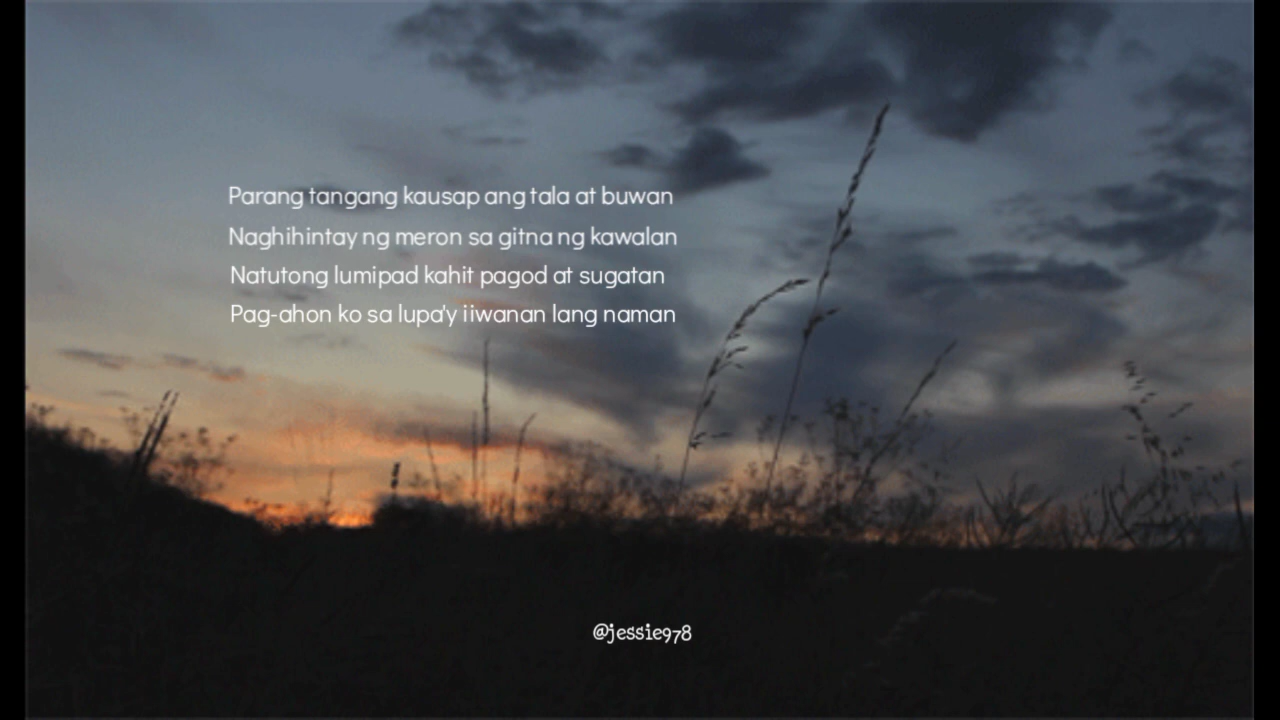 Parang tangang kausap ang tala at buwan
Naghihintay ng meron sa gitna ng kawalan
Natutong lumipad kahit pagod at sugatan
Pag-ahon ko sa lupa'y iiwanan lang naman
@jessie978